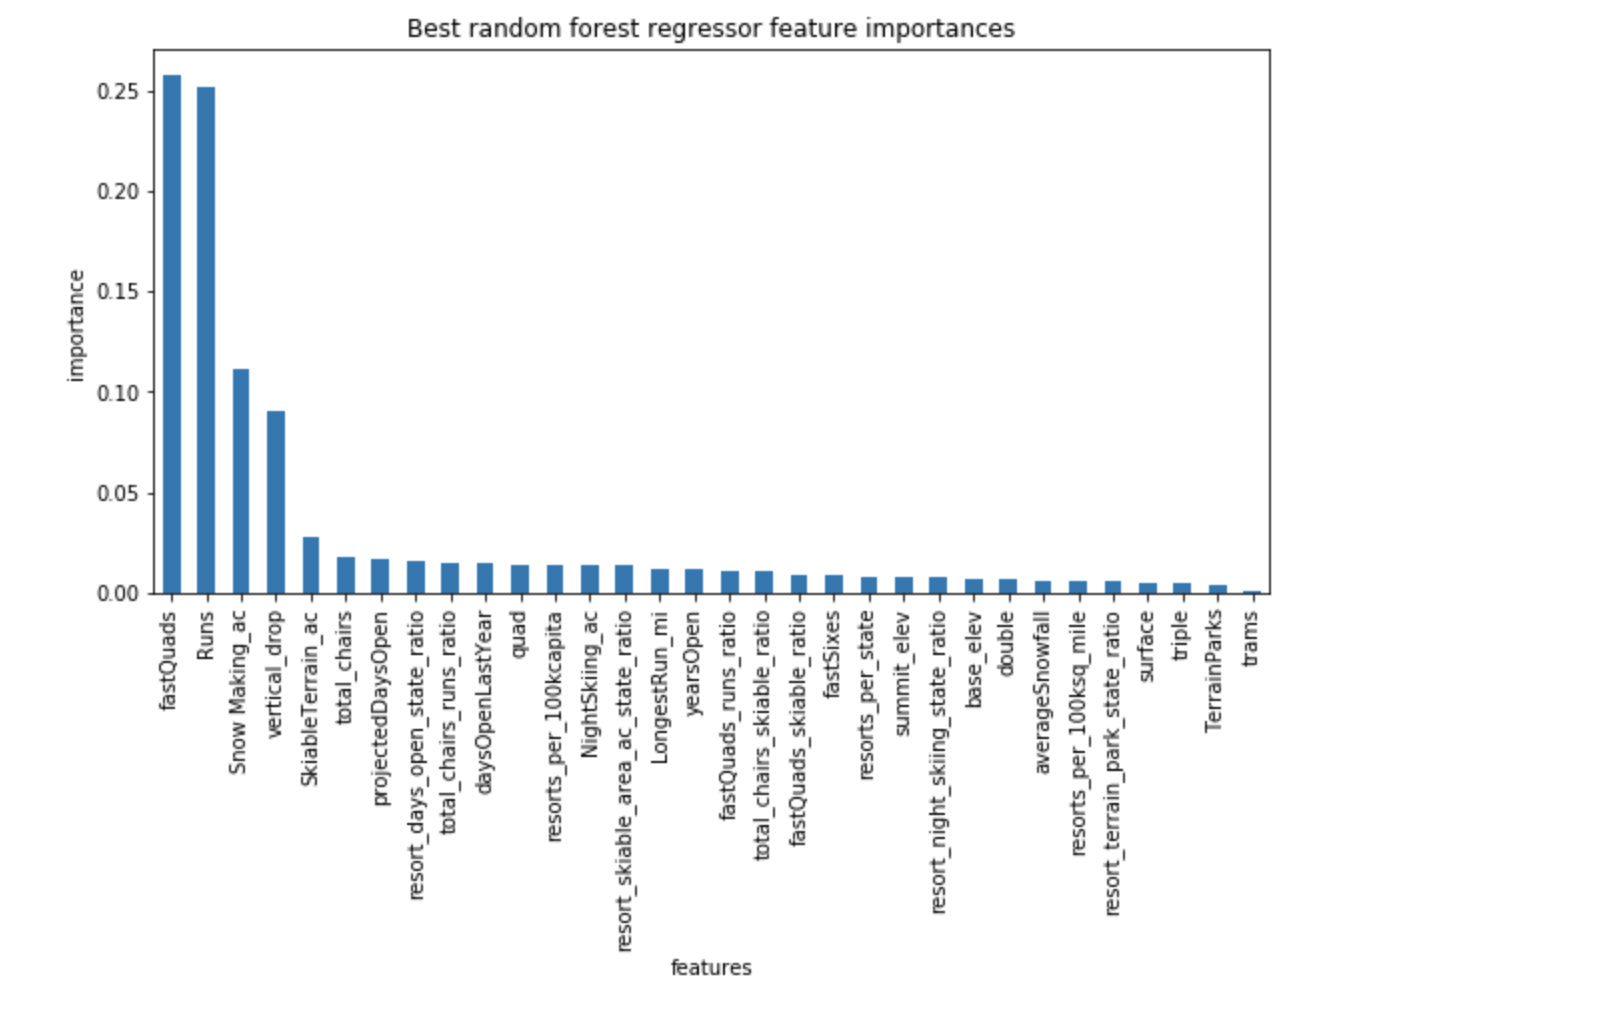 Best random forest regressor feature importances
importance
0.25
0.20
0.15
0.10
0.05
0.00
fastQuads
Runs
Snow Making_ac
vertical_drop
SkiableTerrain_ac
total_chairs
projectedDaysOpen
resort_days_open_state_ratio
total_chairs_runs_ratio
daysOpenLastYear
quad
resorts_per_100kcapita
NightSkiing_ac
resort_skiable_area_ac_state_ratio
LongestRun_mi
yearsOpen
fastQuads_runs_ratio
total_chairs_skiable_ratio
fastQuads_skiable_ratio
fastSixes
resorts_per_state
summit_elev
resort_night_skiing_state_ratio
base_elev
double
averageSnowfall
resorts_per_100ksq_mile
resort_terrain_park_state_ratio
surface
triple
TerrainParks
trams
features